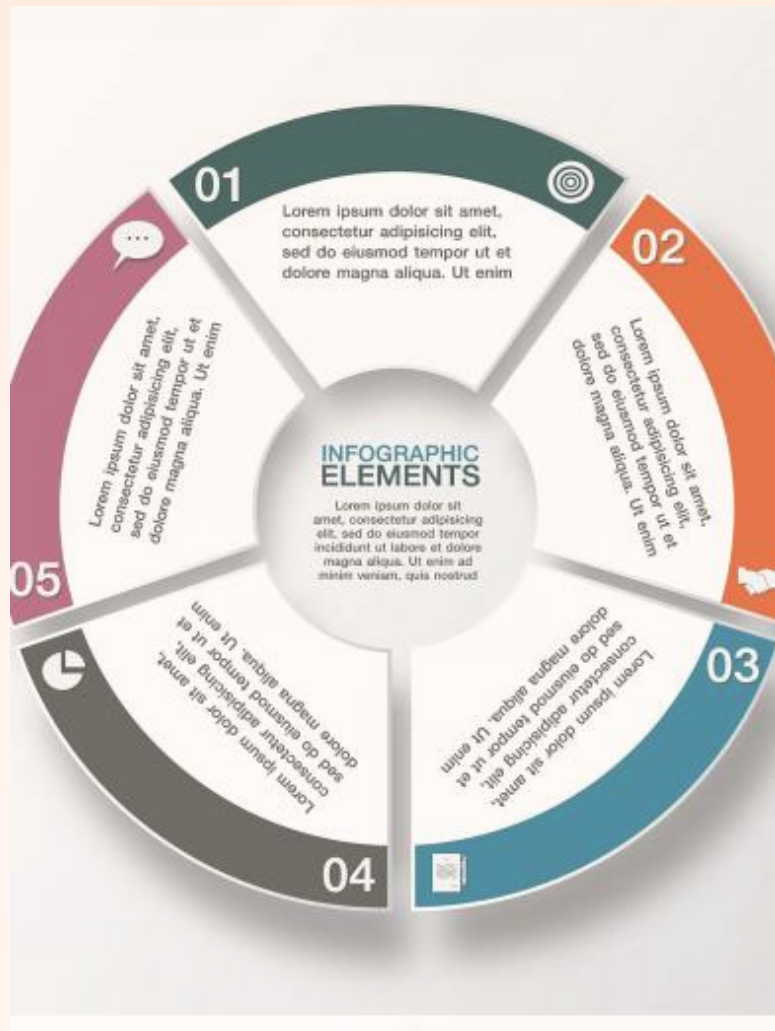 01
Lorem ipsum dolor sit amet,
consectetur adipisicing elit,
sed do eiusmod tempor ut et
dolore magna aliqua. Ut enim
02
Lorem ipsum dolor sit amet,
consectetur adipisicing elit,
sed do eiusmod tempor ut et
dolore magna aliqua. Ut enim
03
Lorem ipsum dolor sit amet,
consectetur adipisicing elit,
sed do eiusmod tempor ut et
dolore magna aliqua. Ut enim
04
Lorem ipsum dolor sit amet,
consectetur adipisicing elit,
sed do eiusmod tempor ut et
dolore magna aliqua. Ut enim
05
Lorem ipsum dolor sit amet,
consectetur adipisicing elit,
sed do eiusmod tempor ut et
dolore magna aliqua. Ut enim
INFOGRAPHIC
ELEMENTS
Lorem ipsum dolor sit
amet, consectetur adipisicing
elit, sed do eiusmod tempor
incididunt ut labore et dolore
magna aliqua. Ut enim ad
minim veniam, quis nostrud